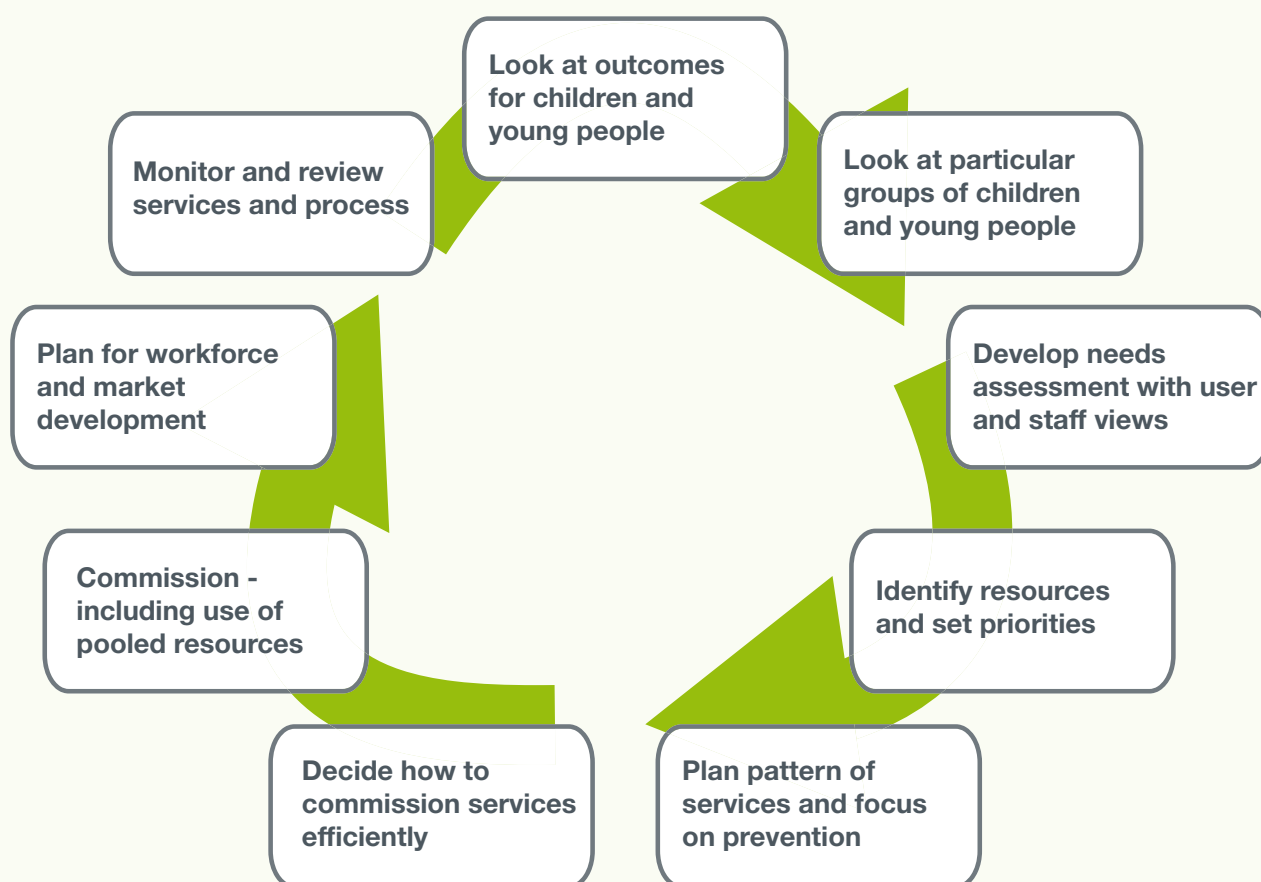 Look at outcomes
for children and
young people
Look at particular
groups of children
and young people
Develop needs
assessment with user
and staff views
Identify resources
and set priorities
Plan pattern of
services and focus
on prevention
Decide how to
commission services
efficiently
Commission -
including use of
pooled resources
Plan for workforce
and market
development
Monitor and review
services and process